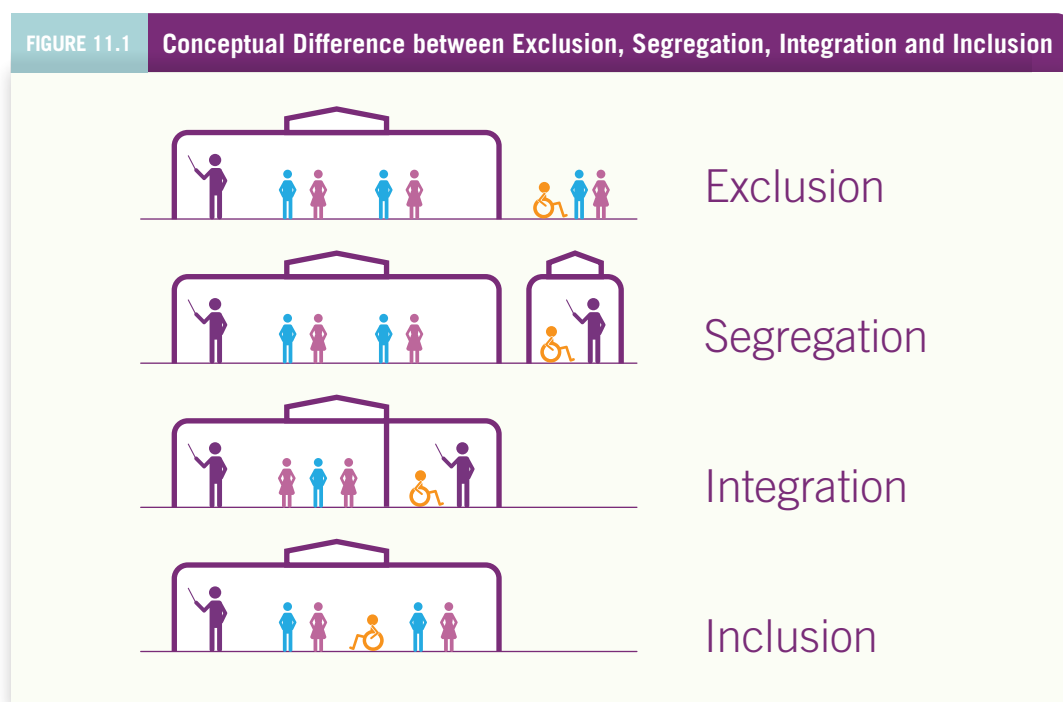 FIGURE 11.1
Conceptual Difference between Exclusion, Segregation, Integration and Inclusion
Exclusion
Segregation
Integration
Inclusion